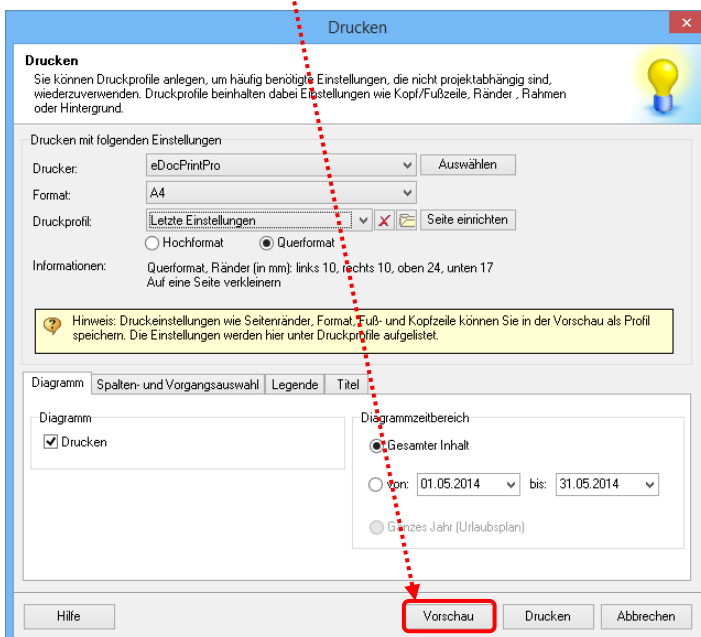 Drucken
Drucken
Sie können Druckprofile anlegen, um häufig benötigte Einstellungen, die nicht projektabhängig sind,
wiederzuverwenden. Druckprofile beinhalten dabei Einstellungen wie Kopf/Fußzeile, Ränder , Rahmen
oder Hintergrund.
Drucken mit folgenden Einstellungen
Drucker: eDocPrintPro Auswählen
Format: A4
Druckprofil: Letzte Einstellungen Seite einrichten
Hochformat Querformat
Informationen: Querformat, Ränder (in mm): links 10, rechts 10, oben 24, unten 17
Auf eine Seite verkleinern
Hinweis: Druckeinstellungen wie Seitenränder, Format, Fuß- und Kopfzeile können Sie in der Vorschau als Profil
speichern. Die Einstellungen werden hier unter Druckprofile aufgelistet.
Diagramm Spalten- und Vorgangsauswahl Legende Titel
Diagramm Diagrammzeitbereich
Drucken
Gesamter Inhalt
von: 01.05.2014 bis: 31.05.2014
Ganzes Jahr (Urlaubsplan)
Hilfe Vorschau Drucken Abbrechen